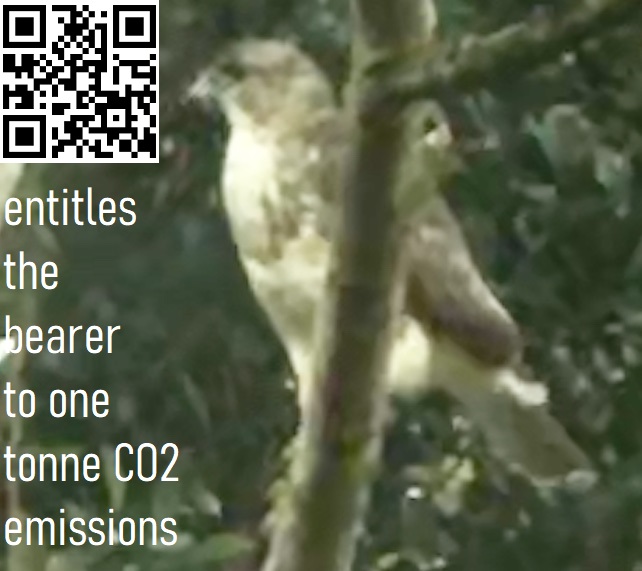 entitles
the
bearer
to one
tonne CO2
emissions